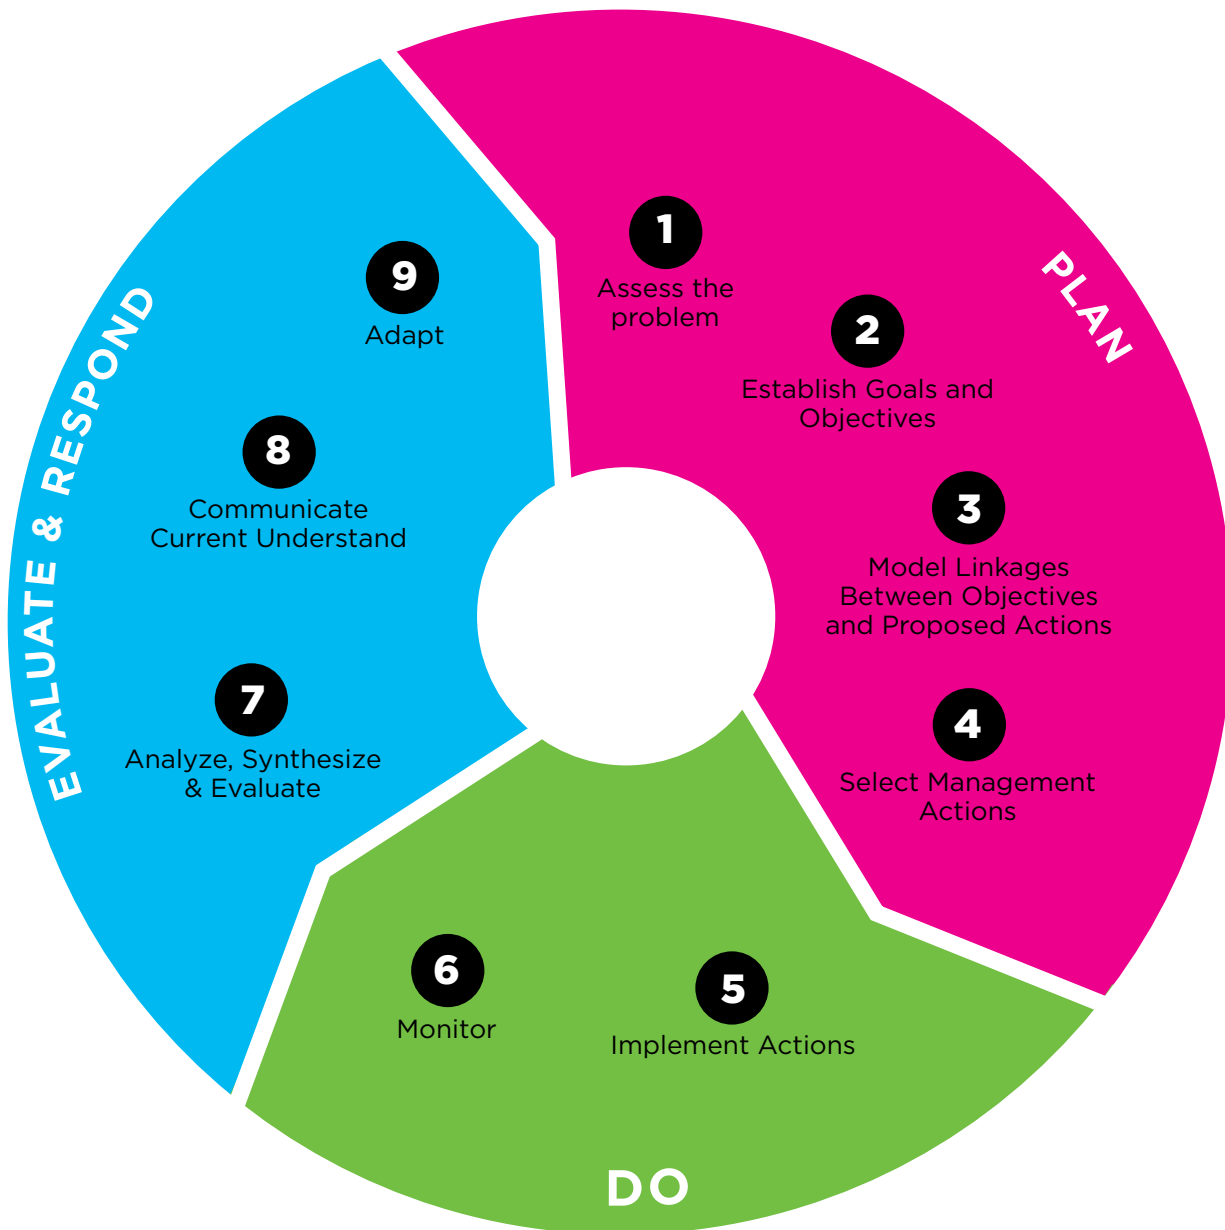 PLAN
1
Assess the
problem
2
Establish Goals and
Objectives
3
Model Linkages
Between Objectives
and Proposed Actions
4
Select Management
Actions
DO
5
Implement Actions
6
Monitor
EVALUATE & RESPOND
7
Analyze, Synthesize
& Evaluate
8
Communicate
Current Understand
9
Adapt